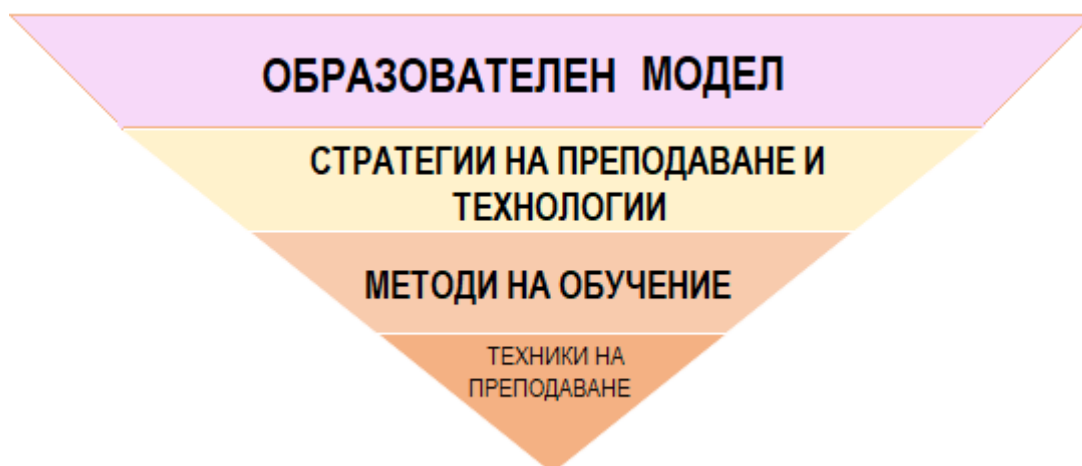 ОБРАЗОВАТЕЛЕН МОДЕЛ
СТРАТЕГИИ НА ПРЕПОДАВАНЕ И
ТЕХНОЛОГИИ
МЕТОДИ НА ОБУЧЕНИЕ
ТЕХНИКИ НА
ПРЕПОДАВАНЕ